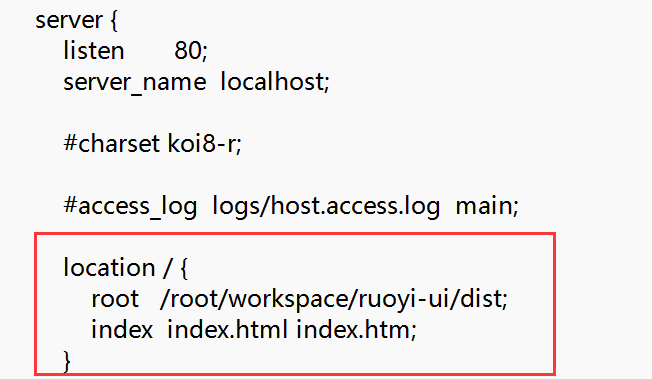 server {
listen 80;
server_name localhost;
#charset koi8-r;
#access_log logs/host.access.log main;
location / {
root /root/workspace/ruoyi-ui/dist;
index index.html index.htm;
}